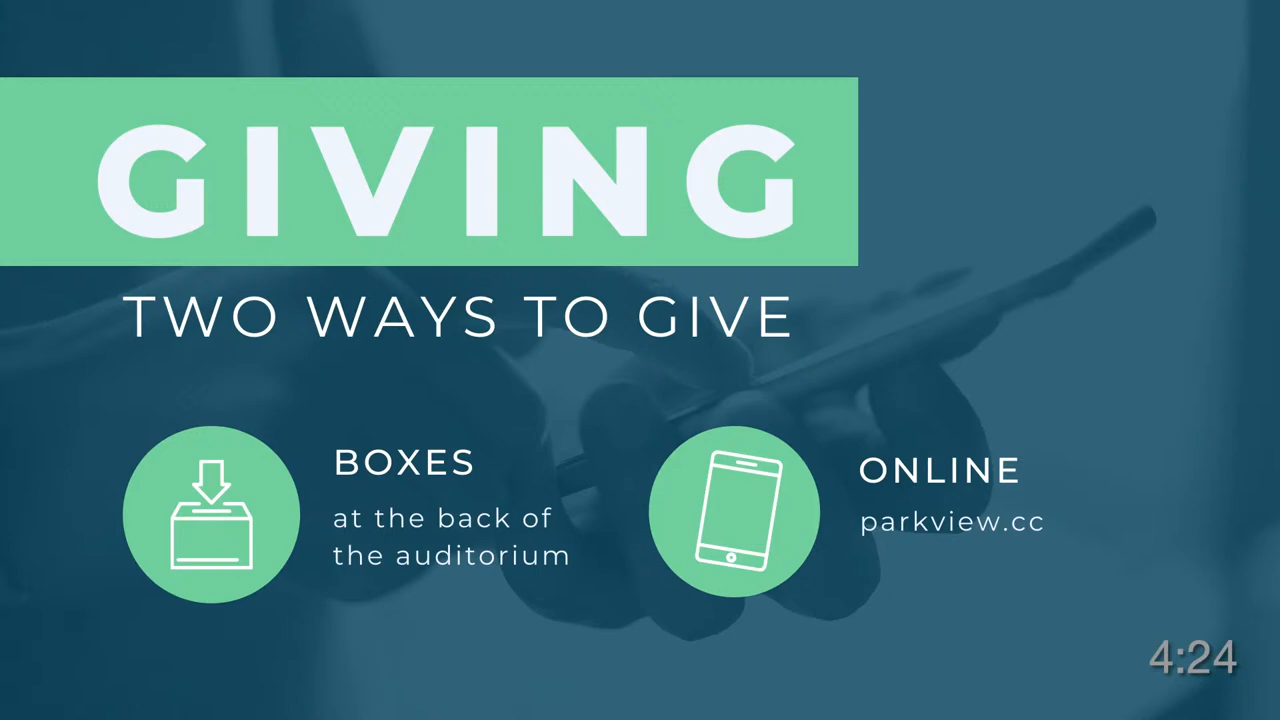 GIVING
TWO WAYS TO GIVE
BOXES
at the back of
the auditorium
ONLINE
parkview.cc
4:24